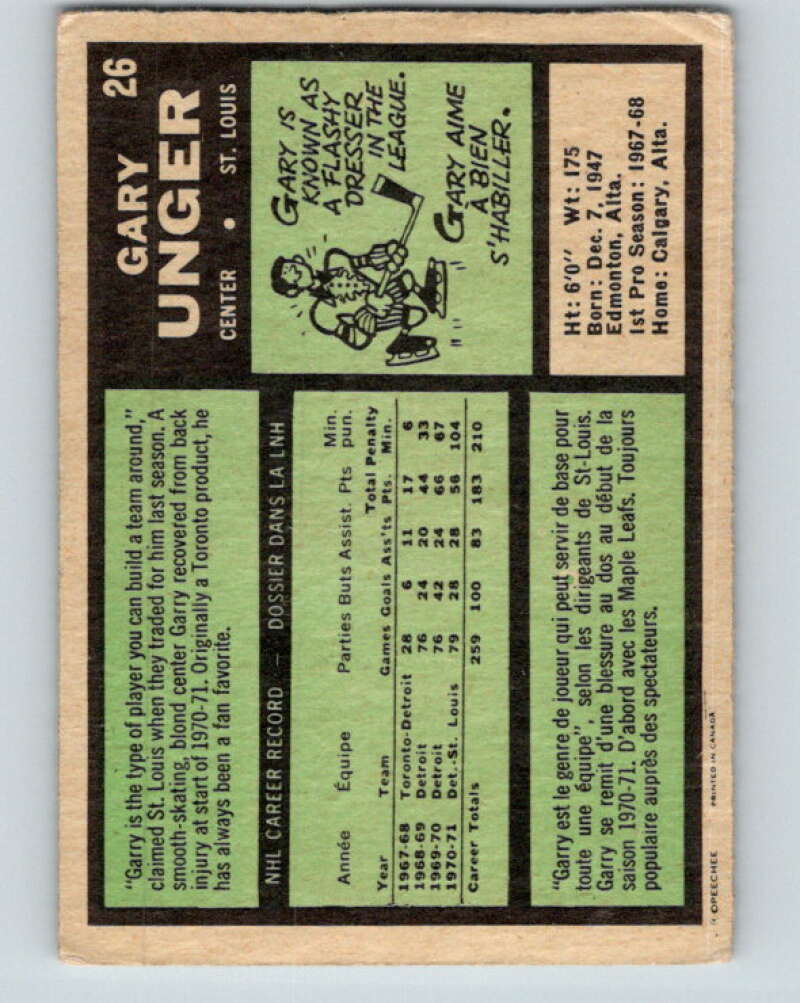 26
GARY
UNGER
CENTER • ST. LOUIS
GARY IS
KNOWN AS
A FLASHY
DRESSER
IN THE
LEAGUE.
GARY AIME
À BIEN
S'HABILLER.
Ht: 6'0" Wt: 175
Born: Dec. 7, 1947
Edmonton, Alta.
1st Pro Season: 1967-68
Home: Calgary, Alta.
"Garry is the type of player you can build a team around,"
claimed St. Louis when they traded for him last season. A
smooth-skating, blond center Garry recovered from back
injury at start of 1970-71. Originally a Toronto product, he
has always been a fan favorite.
NHL CAREER RECORD — DOSSIER DANS LA LNH
Année Équipe Parties Buts Assist. Pts Min. pun.
Year Team Games Goals Ass'ts Total Pts. Penalty Min.
1967-68 Toronto-Detroit 28 6 11 17 6
1968-69 Detroit 76 24 20 44 33
1969-70 Detroit 76 42 24 66 67
1970-71 Det.-St. Louis 79 28 28 56 104
Career Totals 259 100 83 183 210
"Garry est le genre de joueur qui peut servir de base pour
toute une équipe", selon les dirigeants de St-Louis.
Garry se remit d'une blessure au dos au début de la
saison 1970-71. D'abord avec les Maple Leafs. Toujours
populaire auprès des spectateurs.
OPEECHEE PRINTED IN CANADA